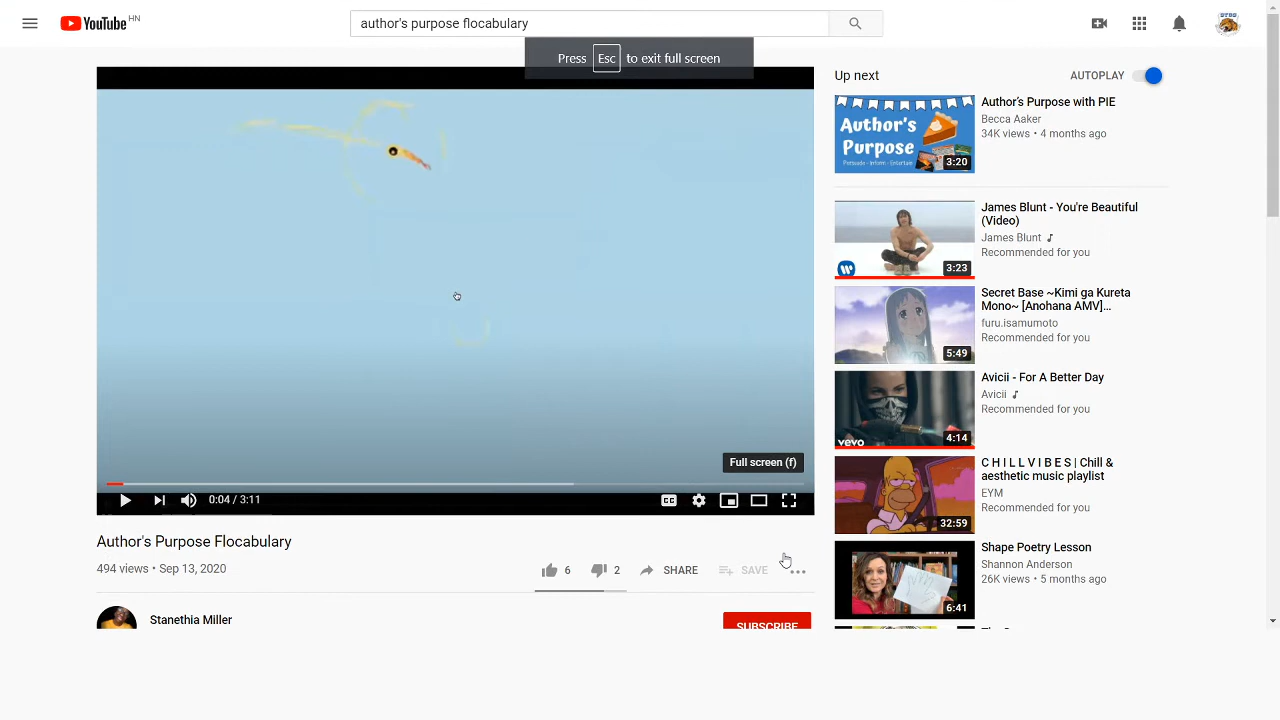 YouTube HN
author's purpose flocabulary
Press Esc to exit full screen
Full screen (f)
0:04 / 3:11
CC
Author's Purpose Flocabulary
494 views • Sep 13, 2020
6
2
SHARE
SAVE
Stanethia Miller
SUBSCRIBE
Up next
AUTOPLAY
Author's Purpose
Persuade - Inform - Entertain
3:20
Author's Purpose with PIE
Becca Aaker
34K views • 4 months ago
3:23
James Blunt - You're Beautiful
(Video)
James Blunt
Recommended for you
5:49
Secret Base ~Kimi ga Kureta
Mono~ [Anohana AMV]...
furu.isamumoto
Recommended for you
vevo
4:14
Avicii - For A Better Day
Avicii
Recommended for you
32:59
C H I L L V I B E S | Chill &
aesthetic music playlist
EYM
Recommended for you
6:41
Shape Poetry Lesson
Shannon Anderson
26K views • 5 months ago